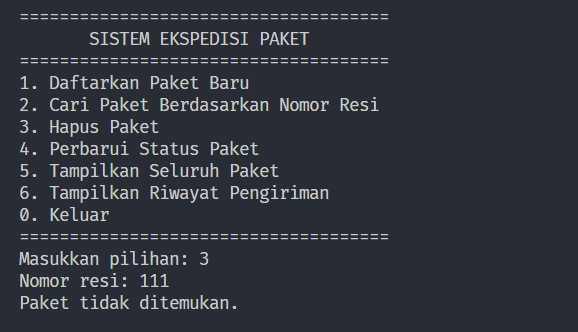 =====================================
SISTEM EKSPEDISI PAKET
=====================================
1. Daftarkan Paket Baru
2. Cari Paket Berdasarkan Nomor Resi
3. Hapus Paket
4. Perbarui Status Paket
5. Tampilkan Seluruh Paket
6. Tampilkan Riwayat Pengiriman
0. Keluar
=====================================
Masukkan pilihan: 3
Nomor resi: 111
Paket tidak ditemukan.